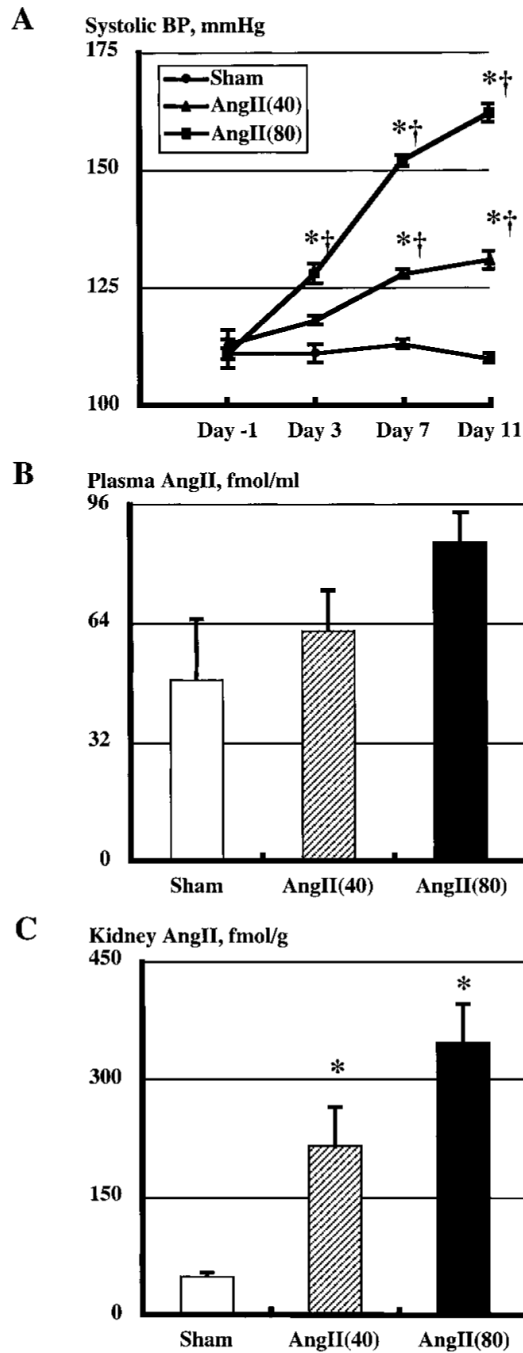 A
Systolic BP, mmHg
175
Sham
AngII(40)
AngII(80)
*†
*†
150
*†
*†
*†
125
100
Day -1 Day 3 Day 7 Day 11
B
Plasma AngII, fmol/ml
96
64
32
0
Sham AngII(40) AngII(80)
C
Kidney AngII, fmol/g
450
*
*
300
150
0
Sham AngII(40) AngII(80)